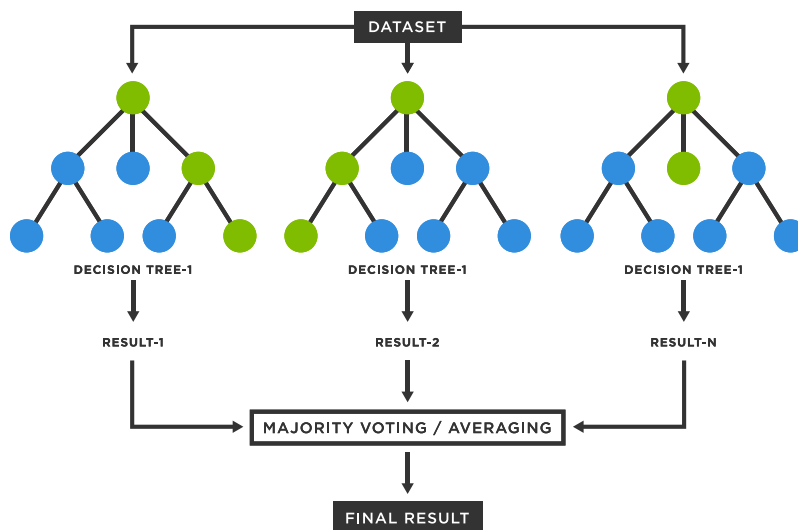 DATASET
DECISION TREE-1
DECISION TREE-1
DECISION TREE-1
RESULT-1
RESULT-2
RESULT-N
MAJORITY VOTING / AVERAGING
FINAL RESULT